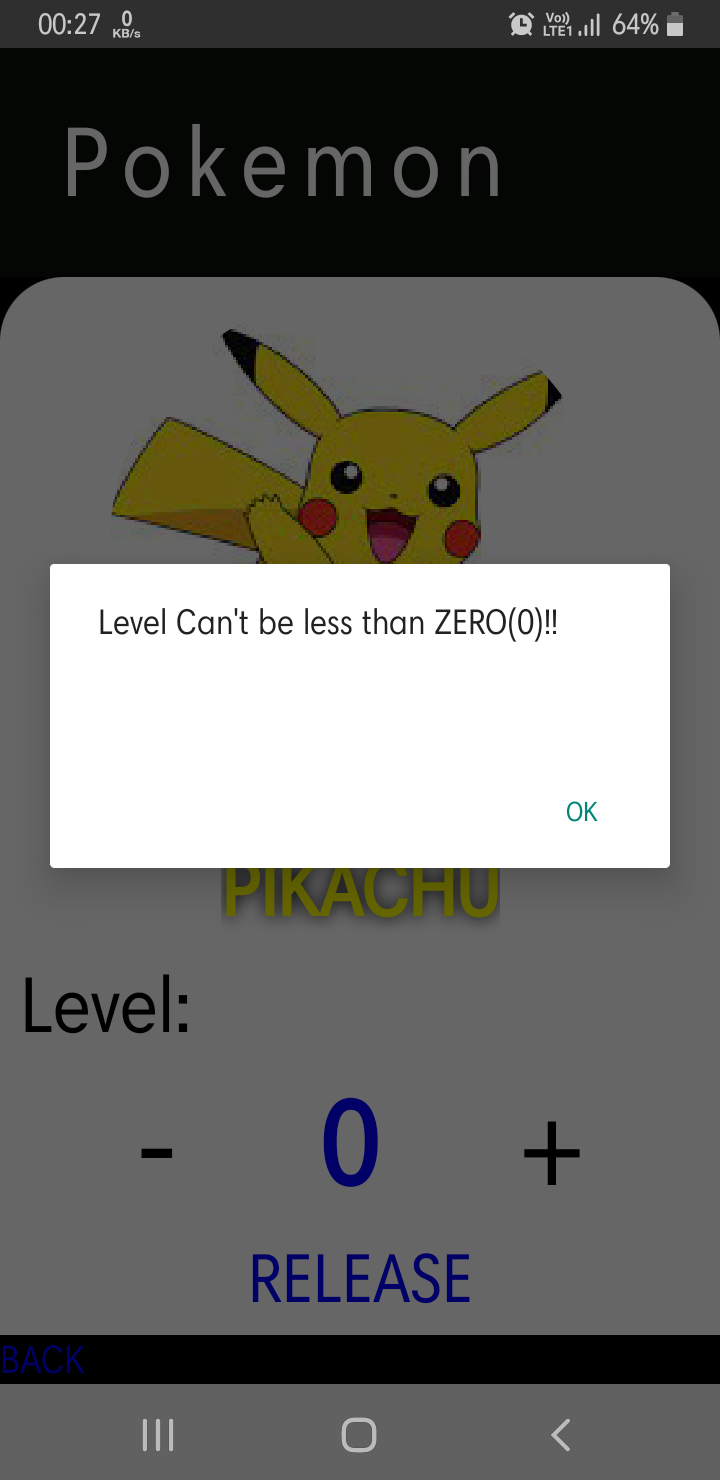 00:27 0 KB/s Vo)) LTE1 64%
Pokemon
Level Can't be less than ZERO(0)!!
OK
PIKACHU
Level:
- 0 +
RELEASE
BACK